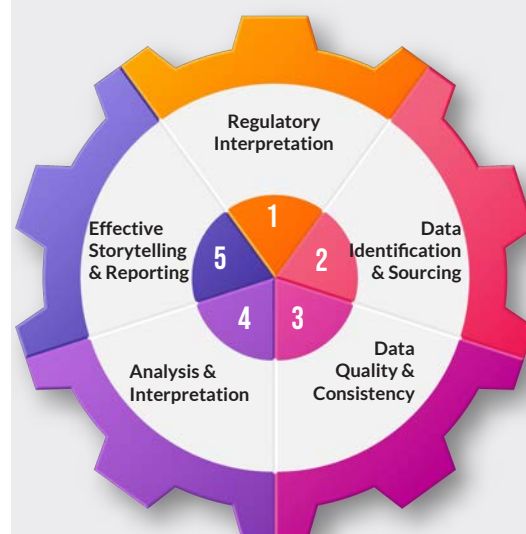 Regulatory
Interpretation
1
Data
Identification
& Sourcing
2
Data
Quality &
Consistency
3
Analysis &
Interpretation
4
Effective
Storytelling
& Reporting
5